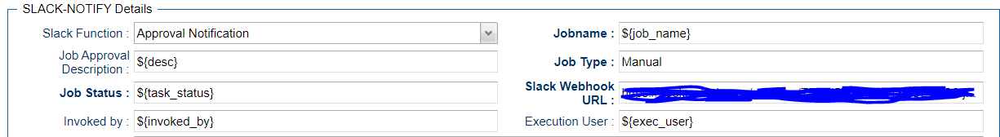 SLACK-NOTIFY Details
Slack Function : Approval Notification
Jobname : ${job_name}
Job Approval
Description : ${desc}
Job Type : Manual
Job Status : ${task_status}
Slack Webhook
URL :
Invoked by : ${invoked_by}
Execution User : ${exec_user}